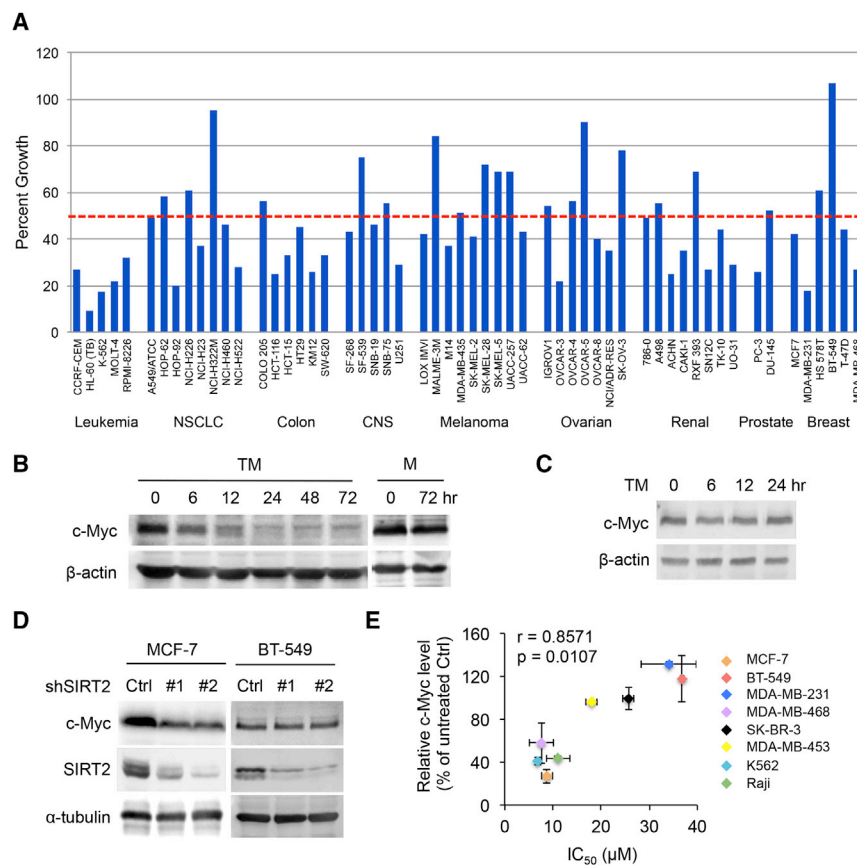 A
Percent Growth
120
100
80
60
40
20
0
CCRF-CEM
HL-60 (TB)
K-562
MOLT-4
RPMI-8226
A549/ATCC
HOP-62
HOP-92
NCI-H226
NCI-H23
NCI-H322M
NCI-H460
NCI-H522
COLO 205
HCT-116
HCT-15
HT29
KM12
SW-620
SF-268
SF-539
SNB-19
SNB-75
U251
LOX IMVI
MALME-3M
M14
MDA-MB-435
SK-MEL-2
SK-MEL-28
SK-MEL-5
UACC-257
UACC-62
IGROV1
OVCAR-3
OVCAR-4
OVCAR-5
OVCAR-8
NCI/ADR-RES
SK-OV-3
786-0
A498
ACHN
CAKI-1
RXF 393
SN12C
TK-10
UO-31
PC-3
DU-145
MCF7
MDA-MB-231
HS 578T
BT-549
T-47D
MDA-MB-468
Leukemia NSCLC Colon CNS Melanoma Ovarian Renal Prostate Breast
B
TM M
0 6 12 24 48 72 0 72 hr
c-Myc
β-actin
C
TM 0 6 12 24 hr
c-Myc
β-actin
D
MCF-7 BT-549
shSIRT2 Ctrl #1 #2 Ctrl #1 #2
c-Myc
SIRT2
α-tubulin
E
Relative c-Myc level
(% of untreated Ctrl)
160
120
80
40
0
r = 0.8571
p = 0.0107
0 10 20 30 40
IC50 (µM)
MCF-7
BT-549
MDA-MB-231
MDA-MB-468
SK-BR-3
MDA-MB-453
K562
Raji